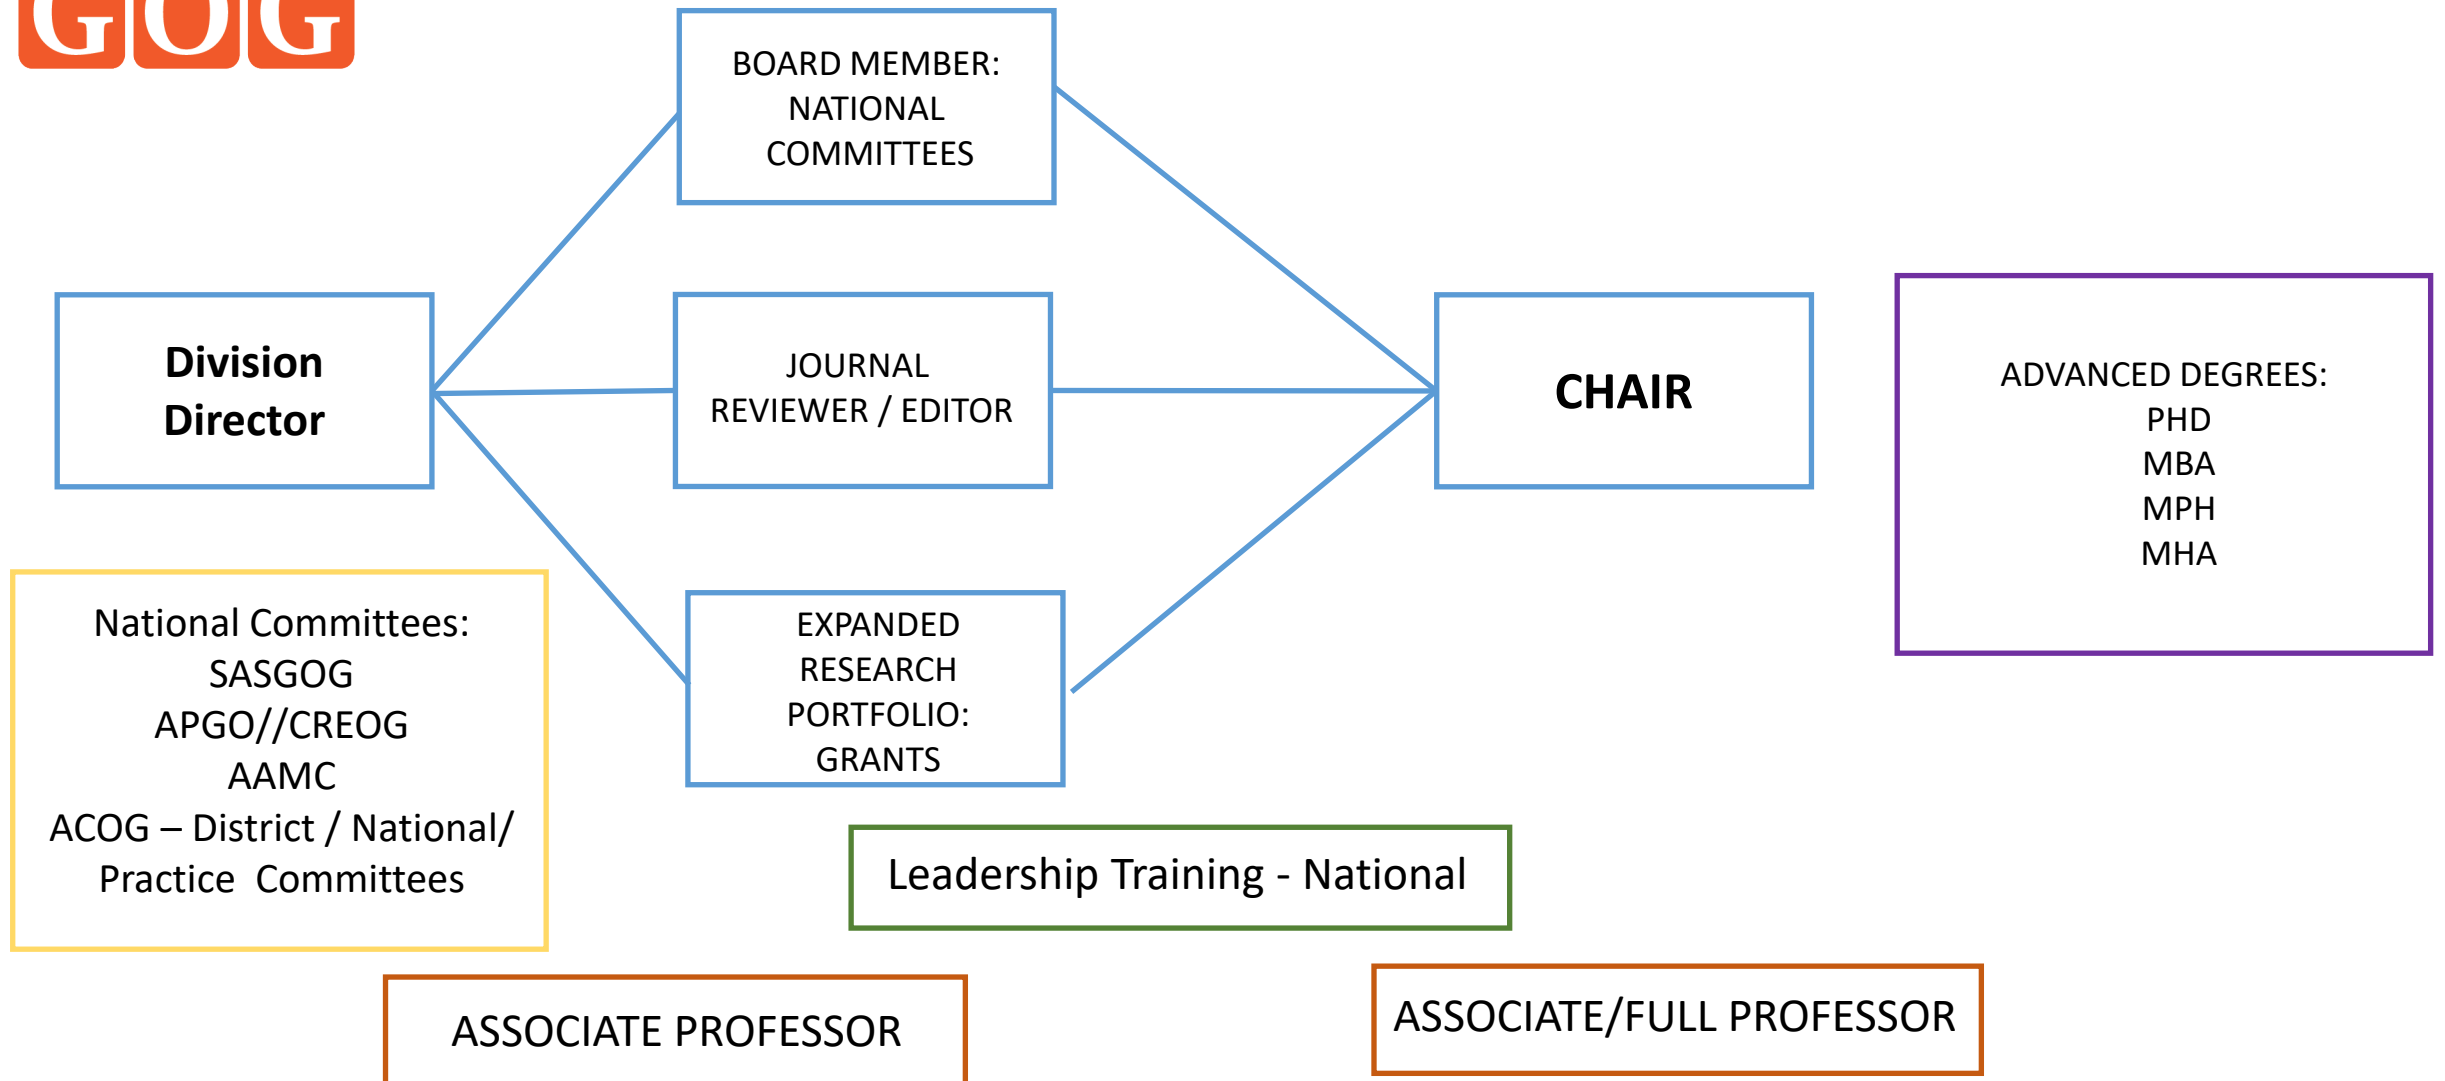 GOG
BOARD MEMBER:
NATIONAL
COMMITTEES
Division
Director
JOURNAL
REVIEWER / EDITOR
CHAIR
ADVANCED DEGREES:
PHD
MBA
MPH
MHA
National Committees:
SASGOG
APGO//CREOG
AAMC
ACOG – District / National/
Practice  Committees
EXPANDED
RESEARCH
PORTFOLIO:
GRANTS
Leadership Training - National
ASSOCIATE PROFESSOR
ASSOCIATE/FULL PROFESSOR